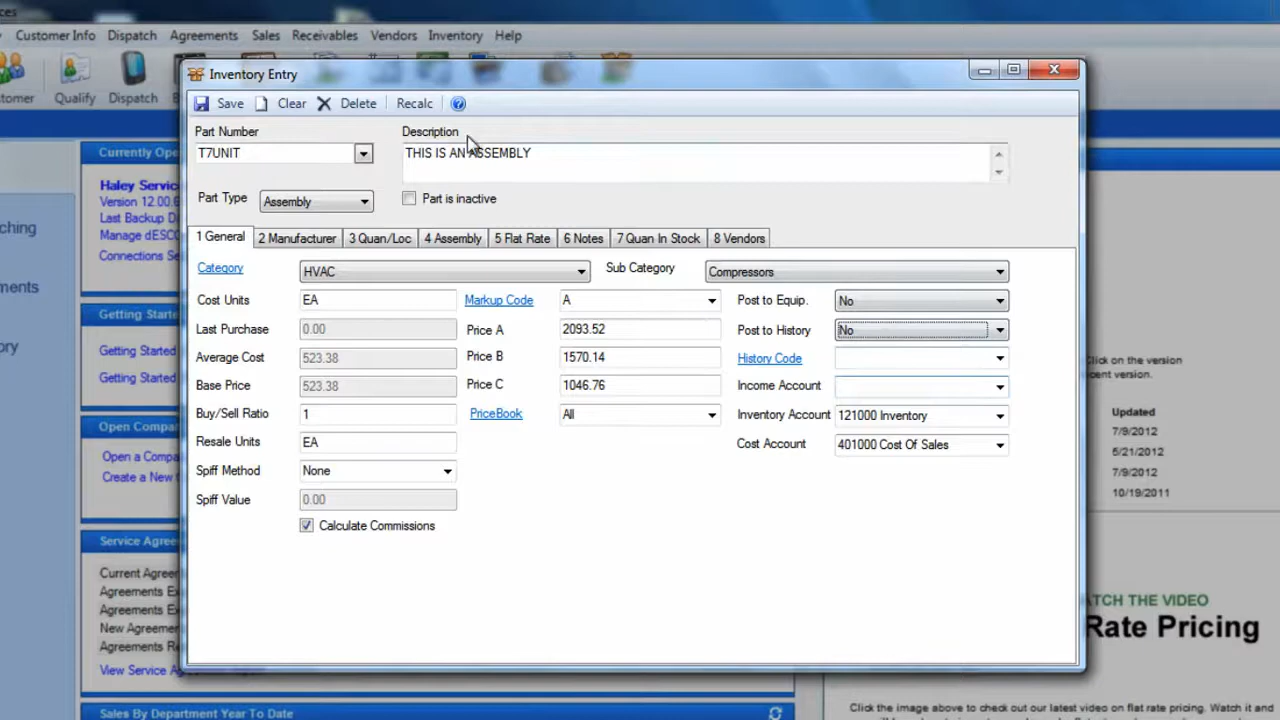 Customer Info Dispatch Agreements Sales Receivables Vendors Inventory Help
Qualify Dispatch
Inventory Entry
Save Clear Delete Recalc
Part Number Description
T7UNIT THIS IS AN ASSEMBLY
Part Type Assembly Part is inactive
1 General 2 Manufacturer 3 Quan/Loc 4 Assembly 5 Flat Rate 6 Notes 7 Quan In Stock 8 Vendors
Category HVAC Sub Category Compressors
Cost Units EA Markup Code A Post to Equip. No
Last Purchase 0.00 Price A 2093.52 Post to History No
Average Cost 523.38 Price B 1570.14 History Code
Base Price 523.38 Price C 1046.76 Income Account
Buy/Sell Ratio 1 PriceBook All Inventory Account 121000 Inventory
Resale Units EA Cost Account 401000 Cost Of Sales
Spiff Method None
Spiff Value 0.00
Calculate Commissions
Haley Servic
Version 12.00.
Last Backup D
Manage dESC
Connections Se
Getting Starte
Getting Started
Getting Started
Open Compa
Open a Compa
Create a New
Service Agree
Current Agree
Agreements E
Agreements E
New Agreemen
Agreements R
View Service Ag
Sales By Department Year To Date
Click on the version
ecent version.
Updated
7/9/2012
5/21/2012
7/9/2012
10/19/2011
TCH THE VIDEO
Rate Pricing
Click the image above to check out our latest video on flat rate pricing. Watch it and